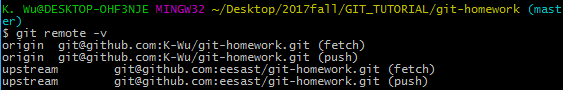 K. Wu@DESKTOP-OHF3NJE MINGW32 ~/Desktop/2017fall/GIT_TUTORIAL/git-homework (mast
er)
$ git remote -v
origin  git@github.com:K-Wu/git-homework.git (fetch)
origin  git@github.com:K-Wu/git-homework.git (push)
upstream        git@github.com:eesast/git-homework.git (fetch)
upstream        git@github.com:eesast/git-homework.git (push)